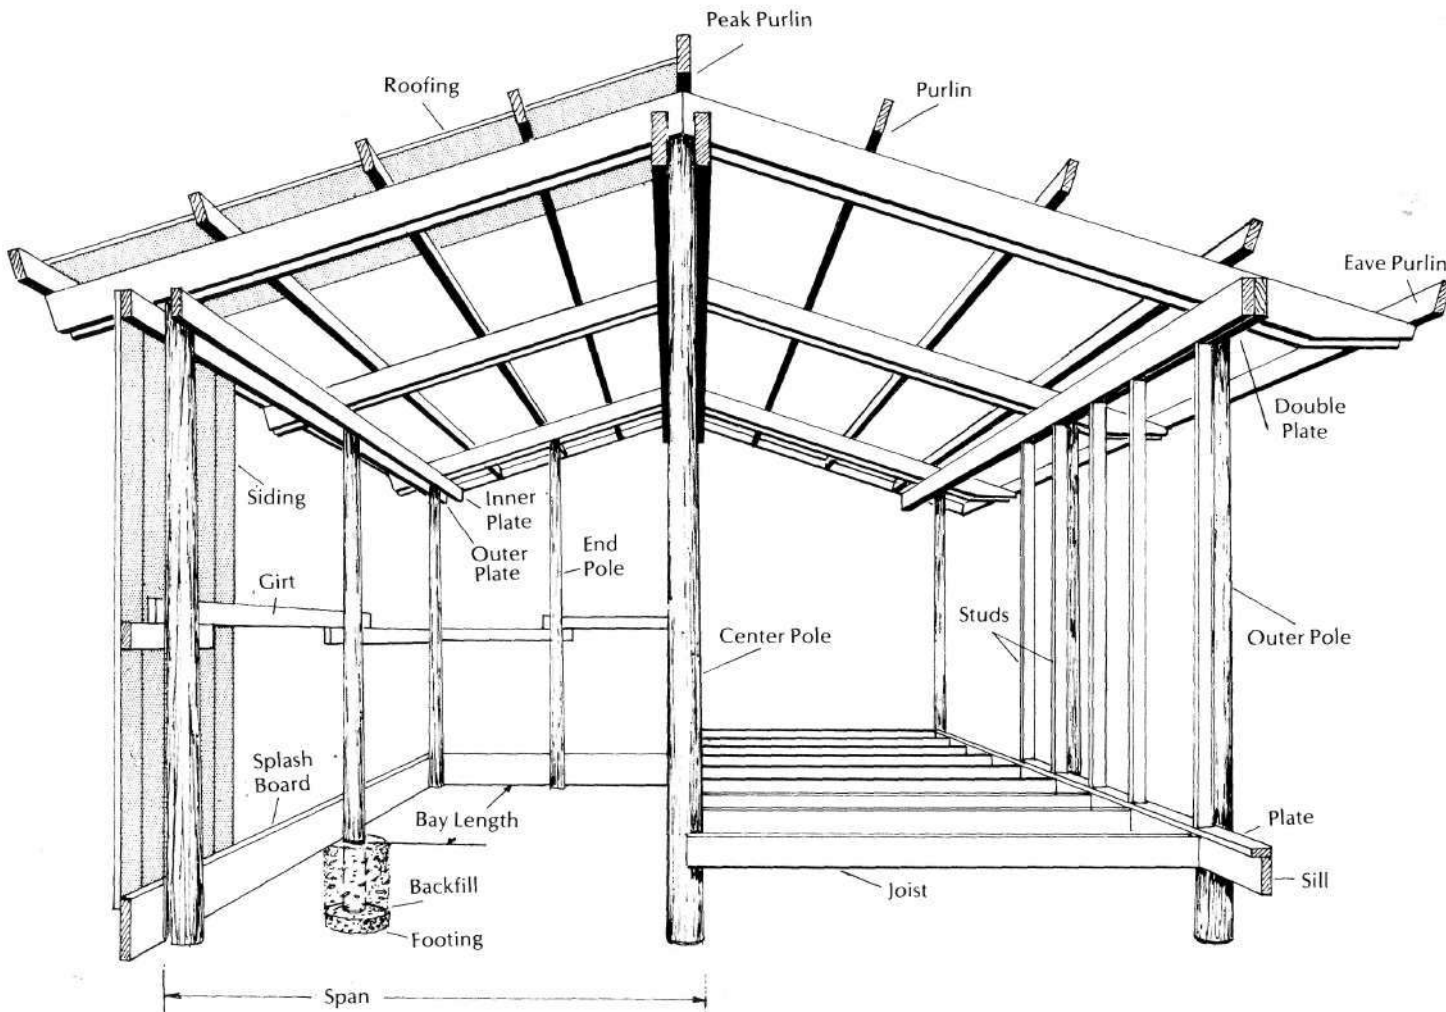 Peak Purlin
Roofing
Purlin
Eave Purlin
Double
Plate
Siding
Inner
Plate
Outer
Plate
End
Pole
Girt
Studs
Center Pole
Outer Pole
Splash
Board
Bay Length
Plate
Backfill
Joist
Sill
Footing
Span